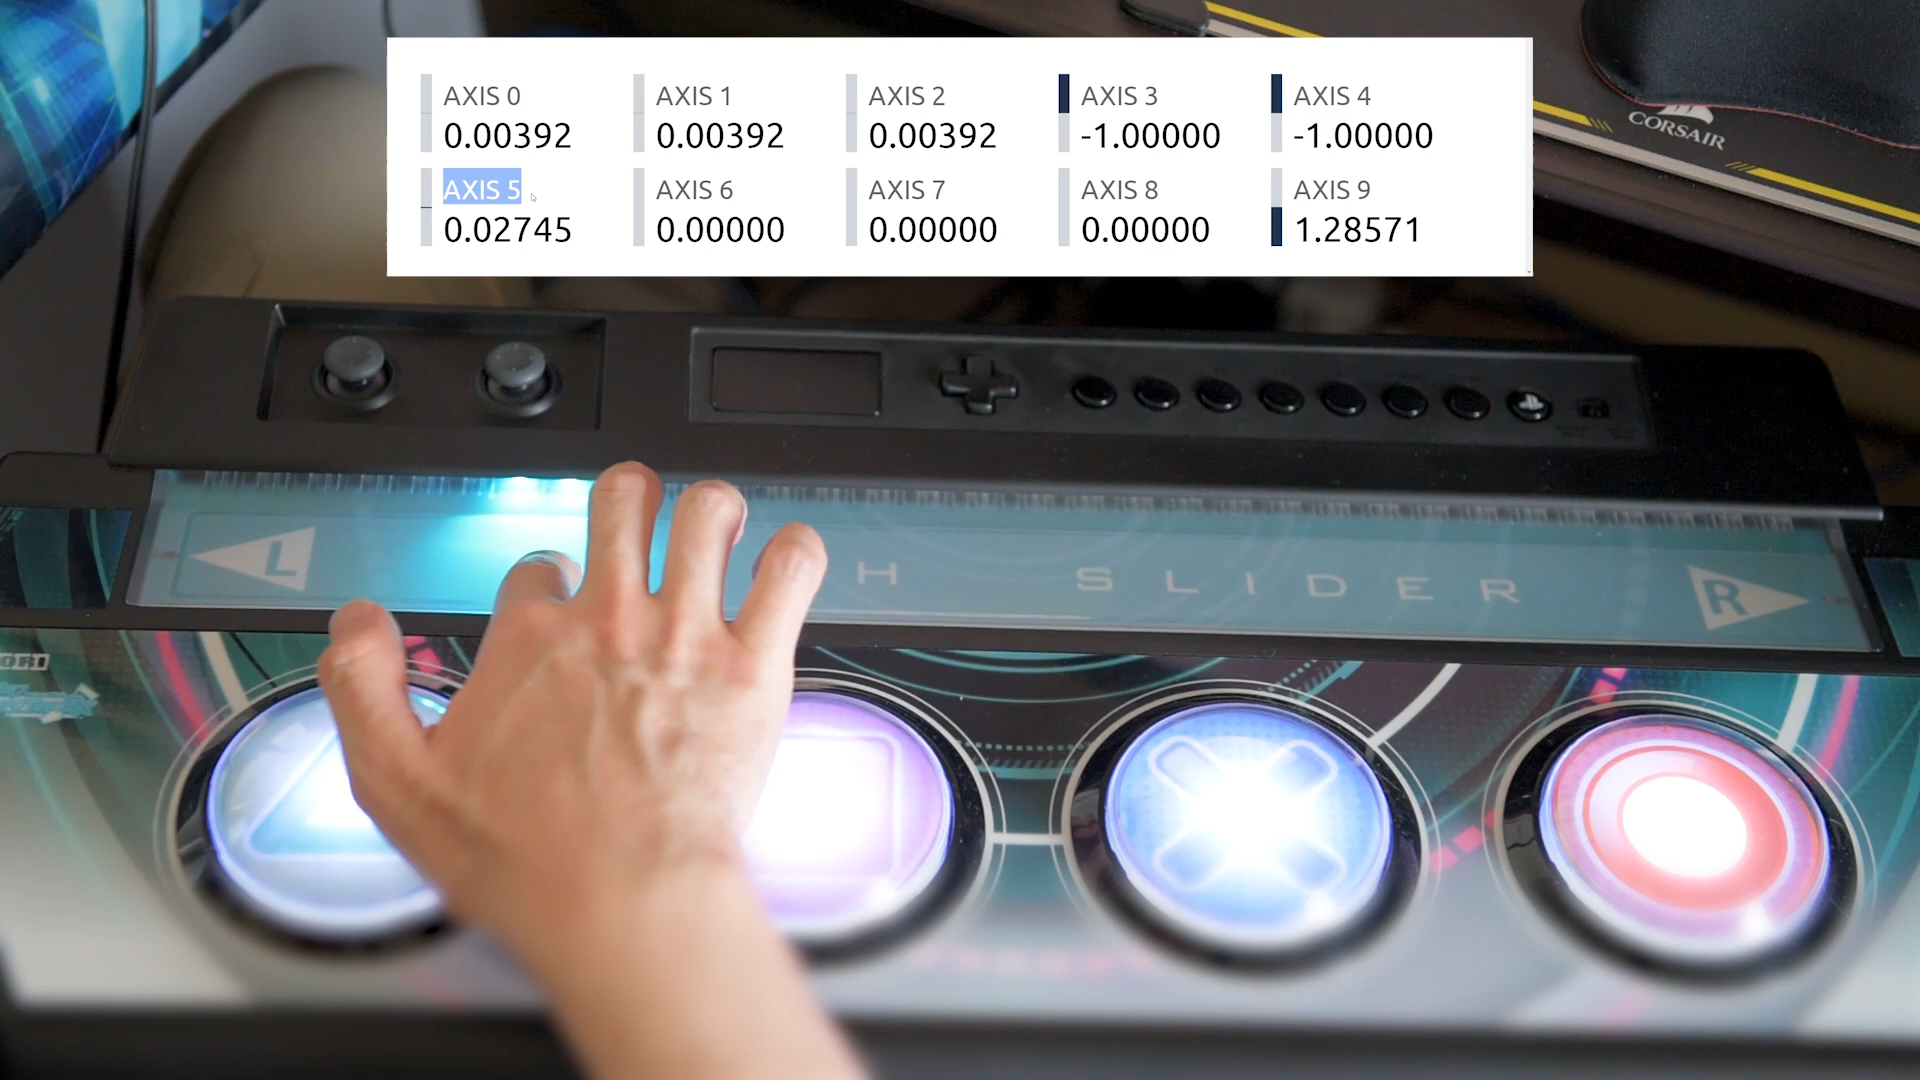 AXIS 0 AXIS 1 AXIS 2 AXIS 3 AXIS 4
0.00392 0.00392 0.00392 -1.00000 -1.00000
AXIS 5 AXIS 6 AXIS 7 AXIS 8 AXIS 9
0.02745 0.00000 0.00000 0.00000 1.28571
CORSAIR
L H SLIDER R
ORI